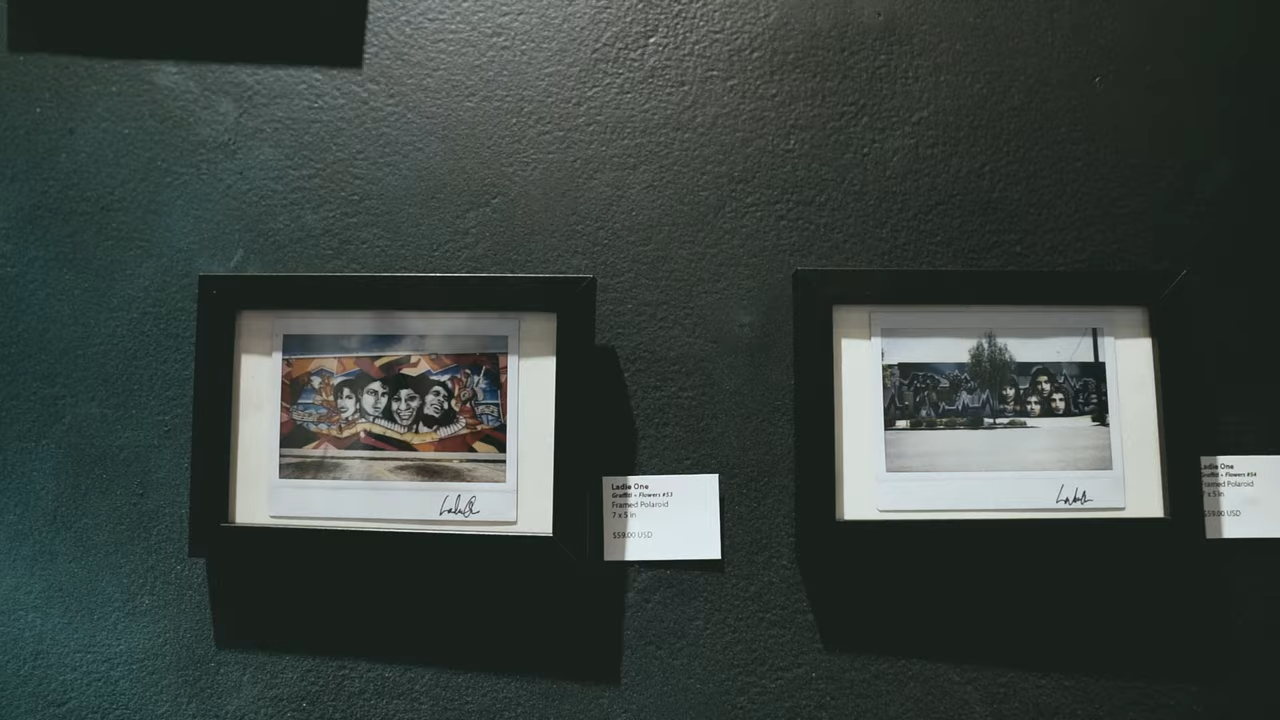 Ladie One
Graffiti + Flowers #53
Framed Polaroid
7 x 5 in
$59.00 USD
Ladie One
Graffiti + Flowers #54
Framed Polaroid
7 x 5 in
$59.00 USD